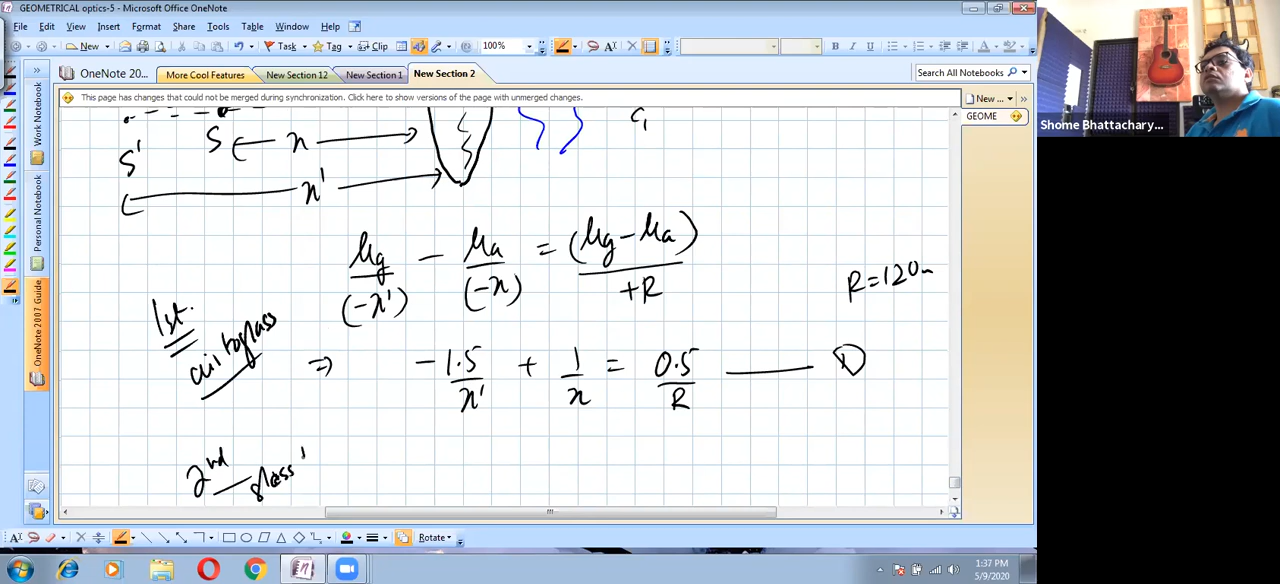 GEOMETRICAL optics-5 - Microsoft Office OneNote
File Edit View Insert Format Share Tools Table Window Help
New Task Tag Clip 100%
OneNote 20... More Cool Features New Section 12 New Section 1 New Section 2 Search All Notebooks
This page has changes that could not be merged during synchronization. Click here to show versions of the page with unmerged changes.
New ...
GEOME
Work Notebook
Personal Notebook
OneNote 2007 Guide
Shome Bhattachary...
S' S x
x'
μg/(-x') - μa/(-x) = (μg-μa)/+R
R=120
1st.
air to glass
⇒ -1.5/x' + 1/x = 0.5/R —— ①
2nd glass
Rotate
1:37 PM
5/9/2020